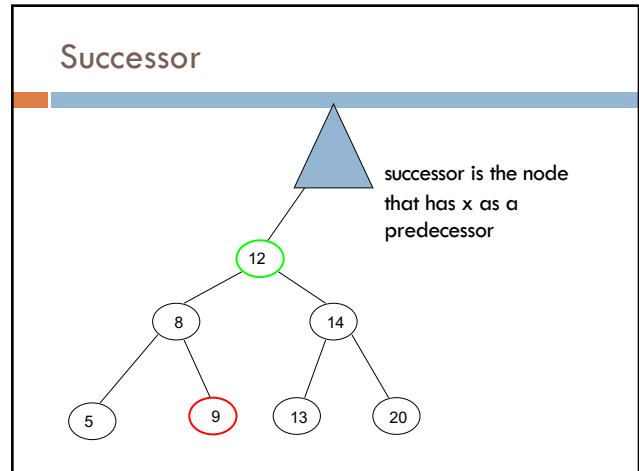 Successor
successor is the node
that has x as a
predecessor
12
8
14
5
9
13
20